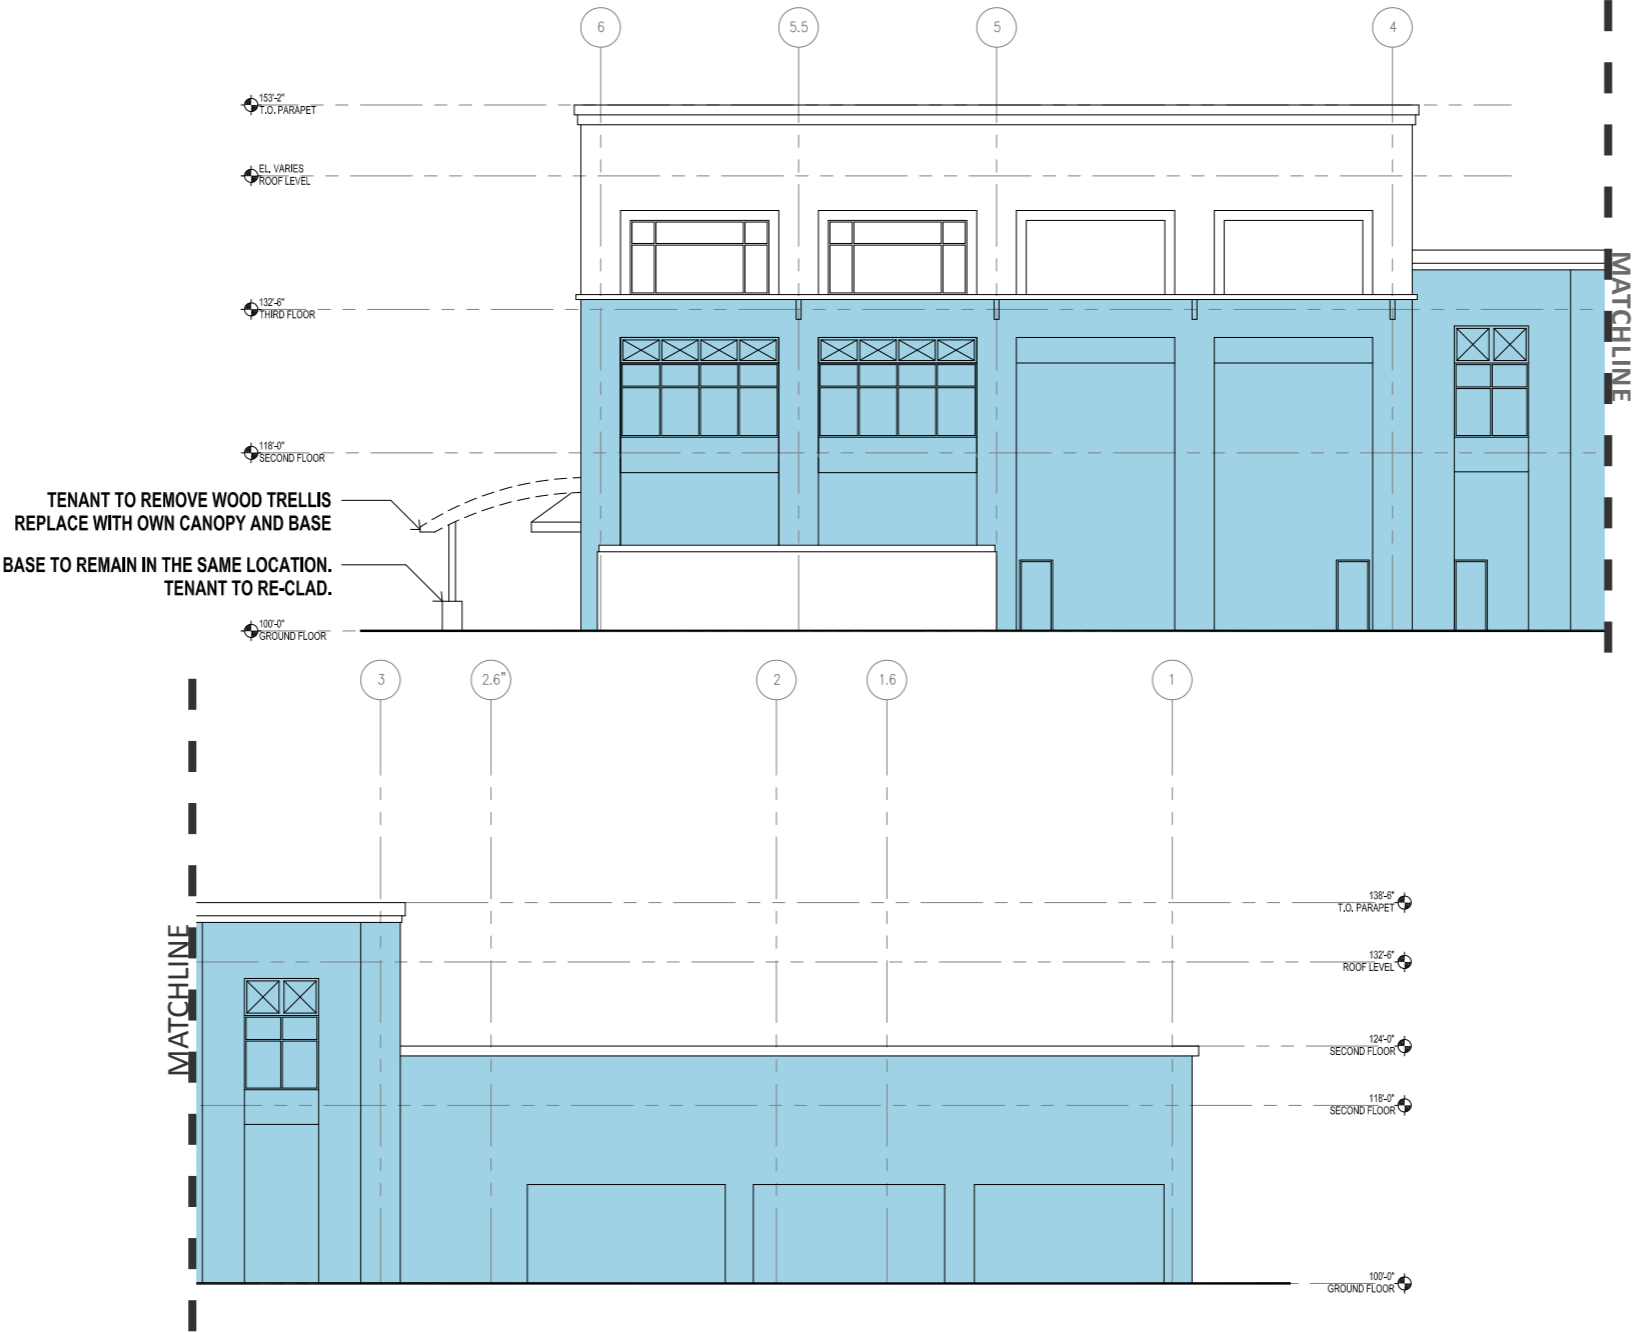 6
5.5
5
4
153'-2"
T.O. PARAPET
EL. VARIES
ROOF LEVEL
132'-6"
THIRD FLOOR
118'-0"
SECOND FLOOR
100'-0"
GROUND FLOOR
TENANT TO REMOVE WOOD TRELLIS
REPLACE WITH OWN CANOPY AND BASE
BASE TO REMAIN IN THE SAME LOCATION.
TENANT TO RE-CLAD.
MATCHLINE
3
2.6"
2
1.6
1
MATCHLINE
138'-6"
T.O. PARAPET
132'-6"
ROOF LEVEL
124'-0"
SECOND FLOOR
118'-0"
SECOND FLOOR
100'-0"
GROUND FLOOR